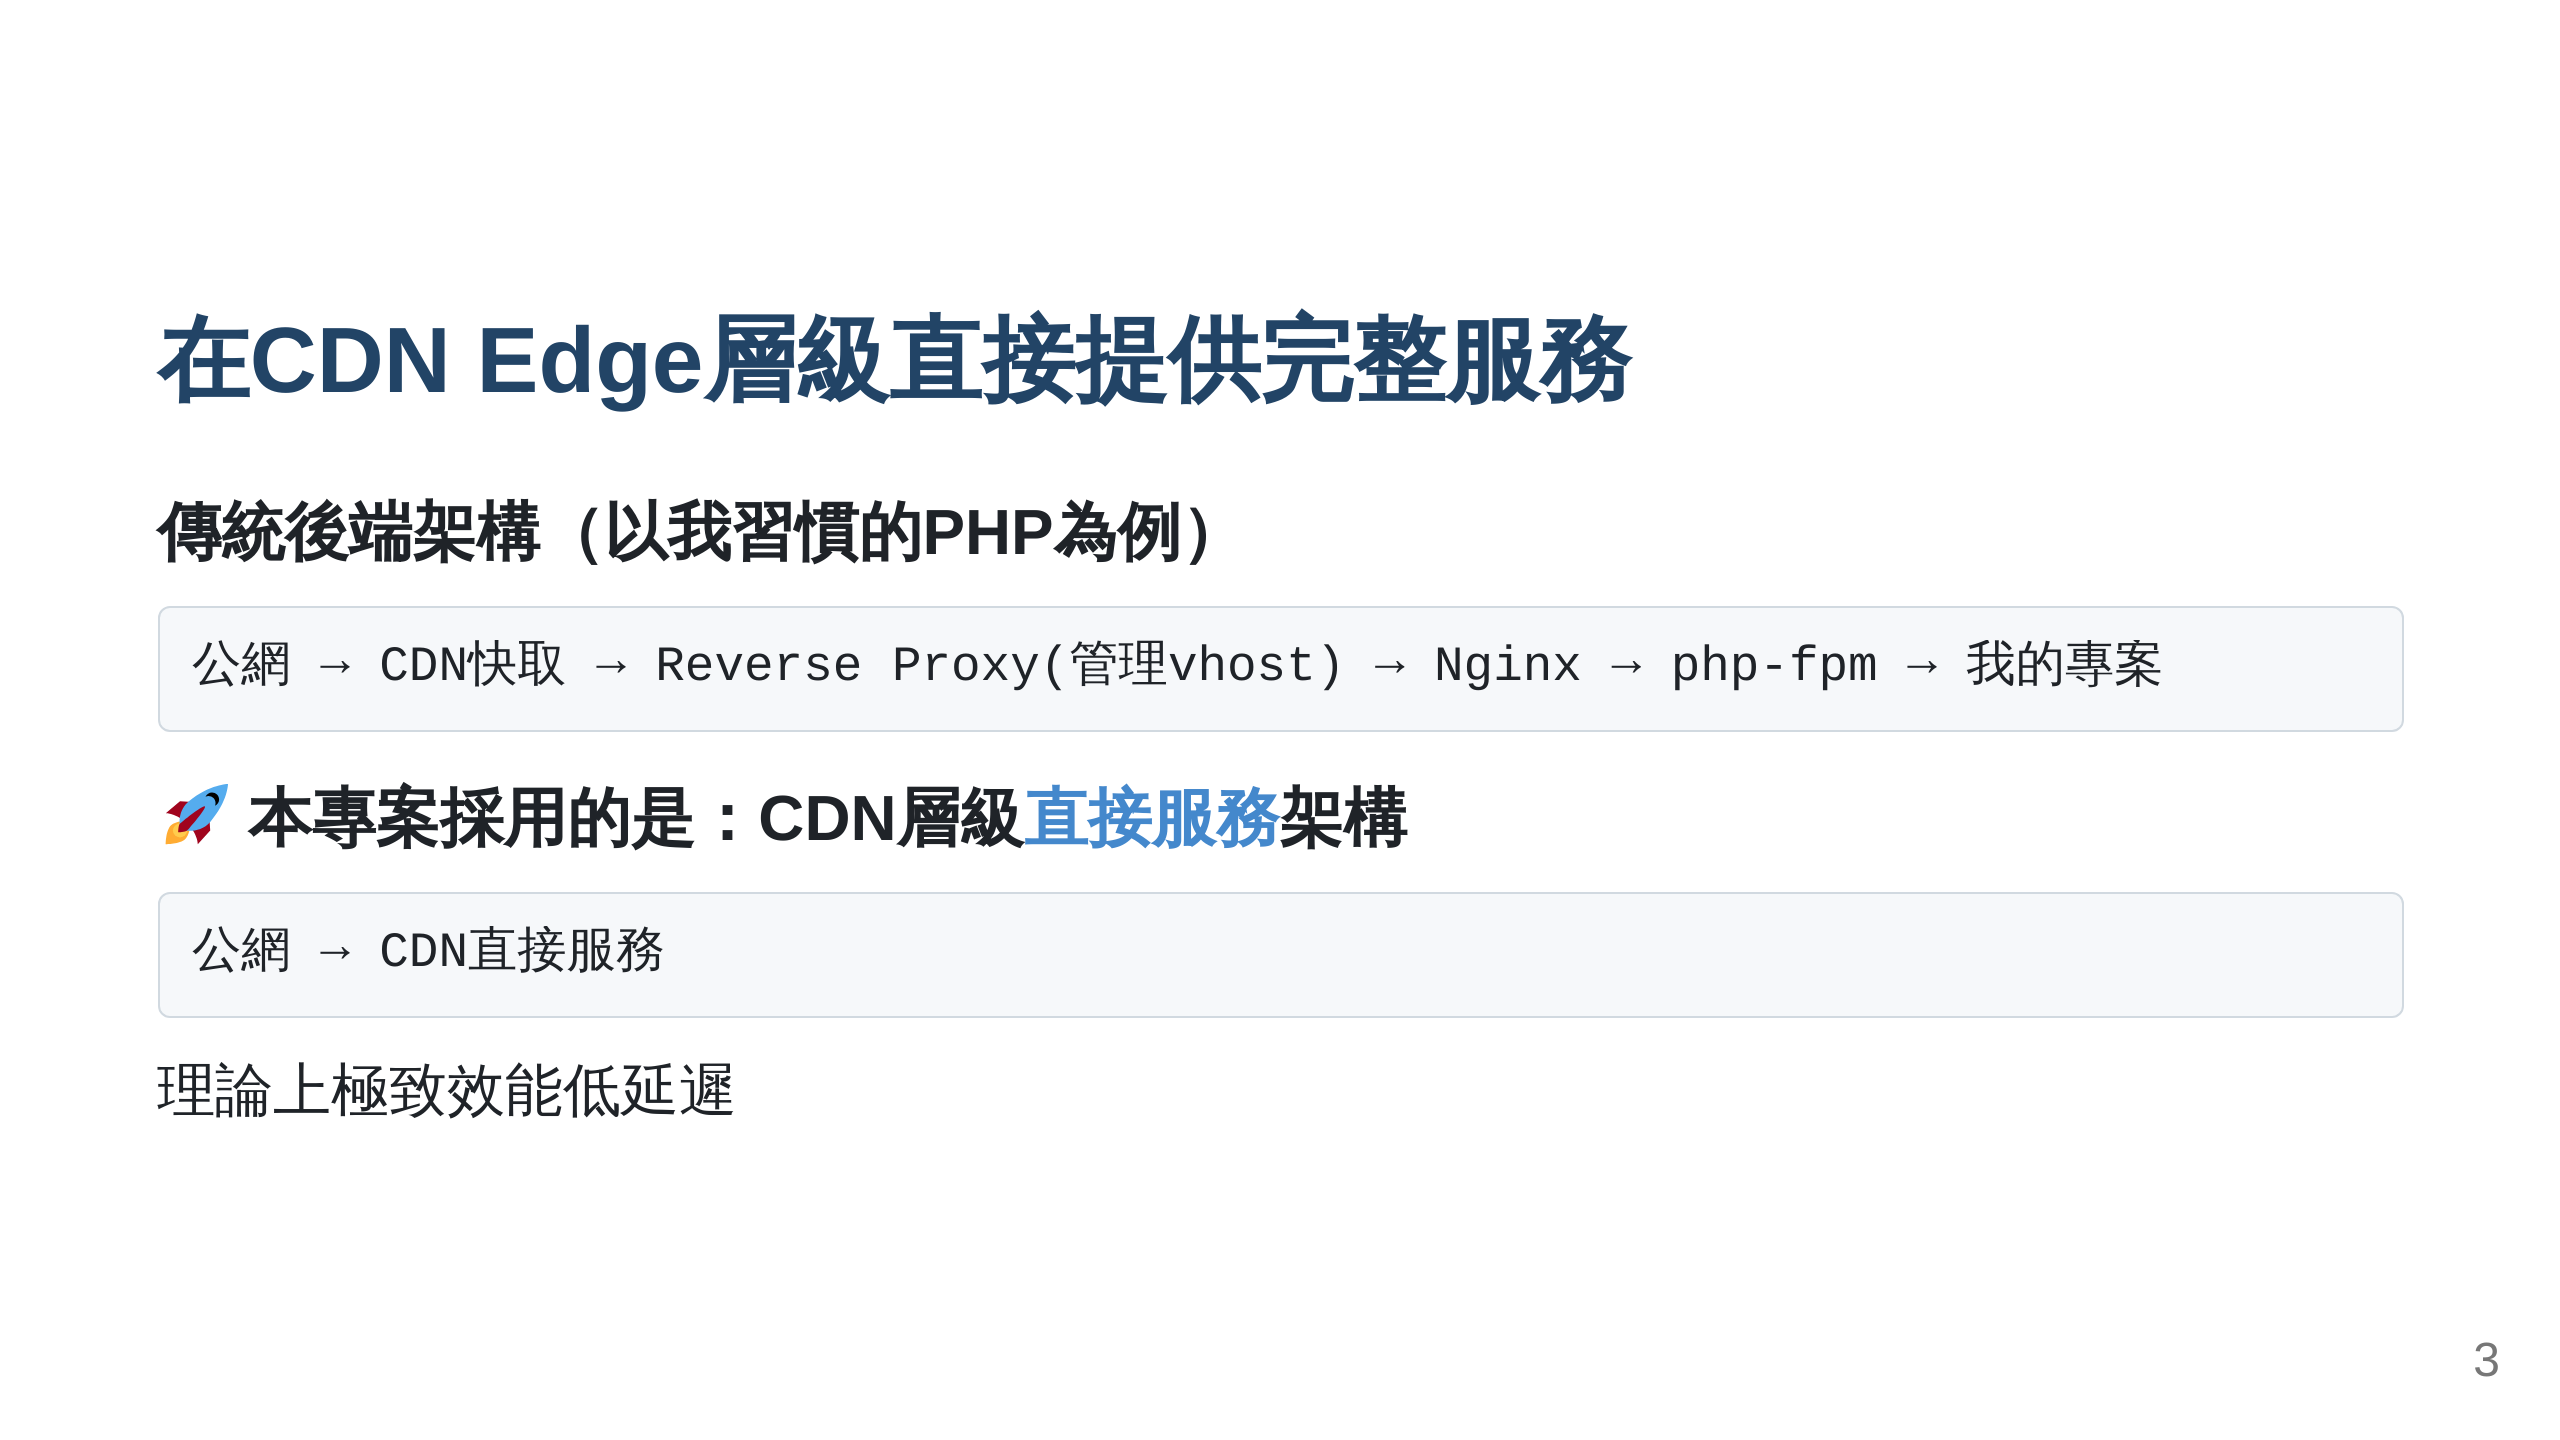 在CDN Edge層級直接提供完整服務
傳統後端架構（以我習慣的PHP為例）
公網 → CDN快取 → Reverse Proxy(管理vhost) → Nginx → php-fpm → 我的專案
🚀 本專案採用的是：CDN層級直接服務架構
公網 → CDN直接服務
理論上極致效能低延遲
3